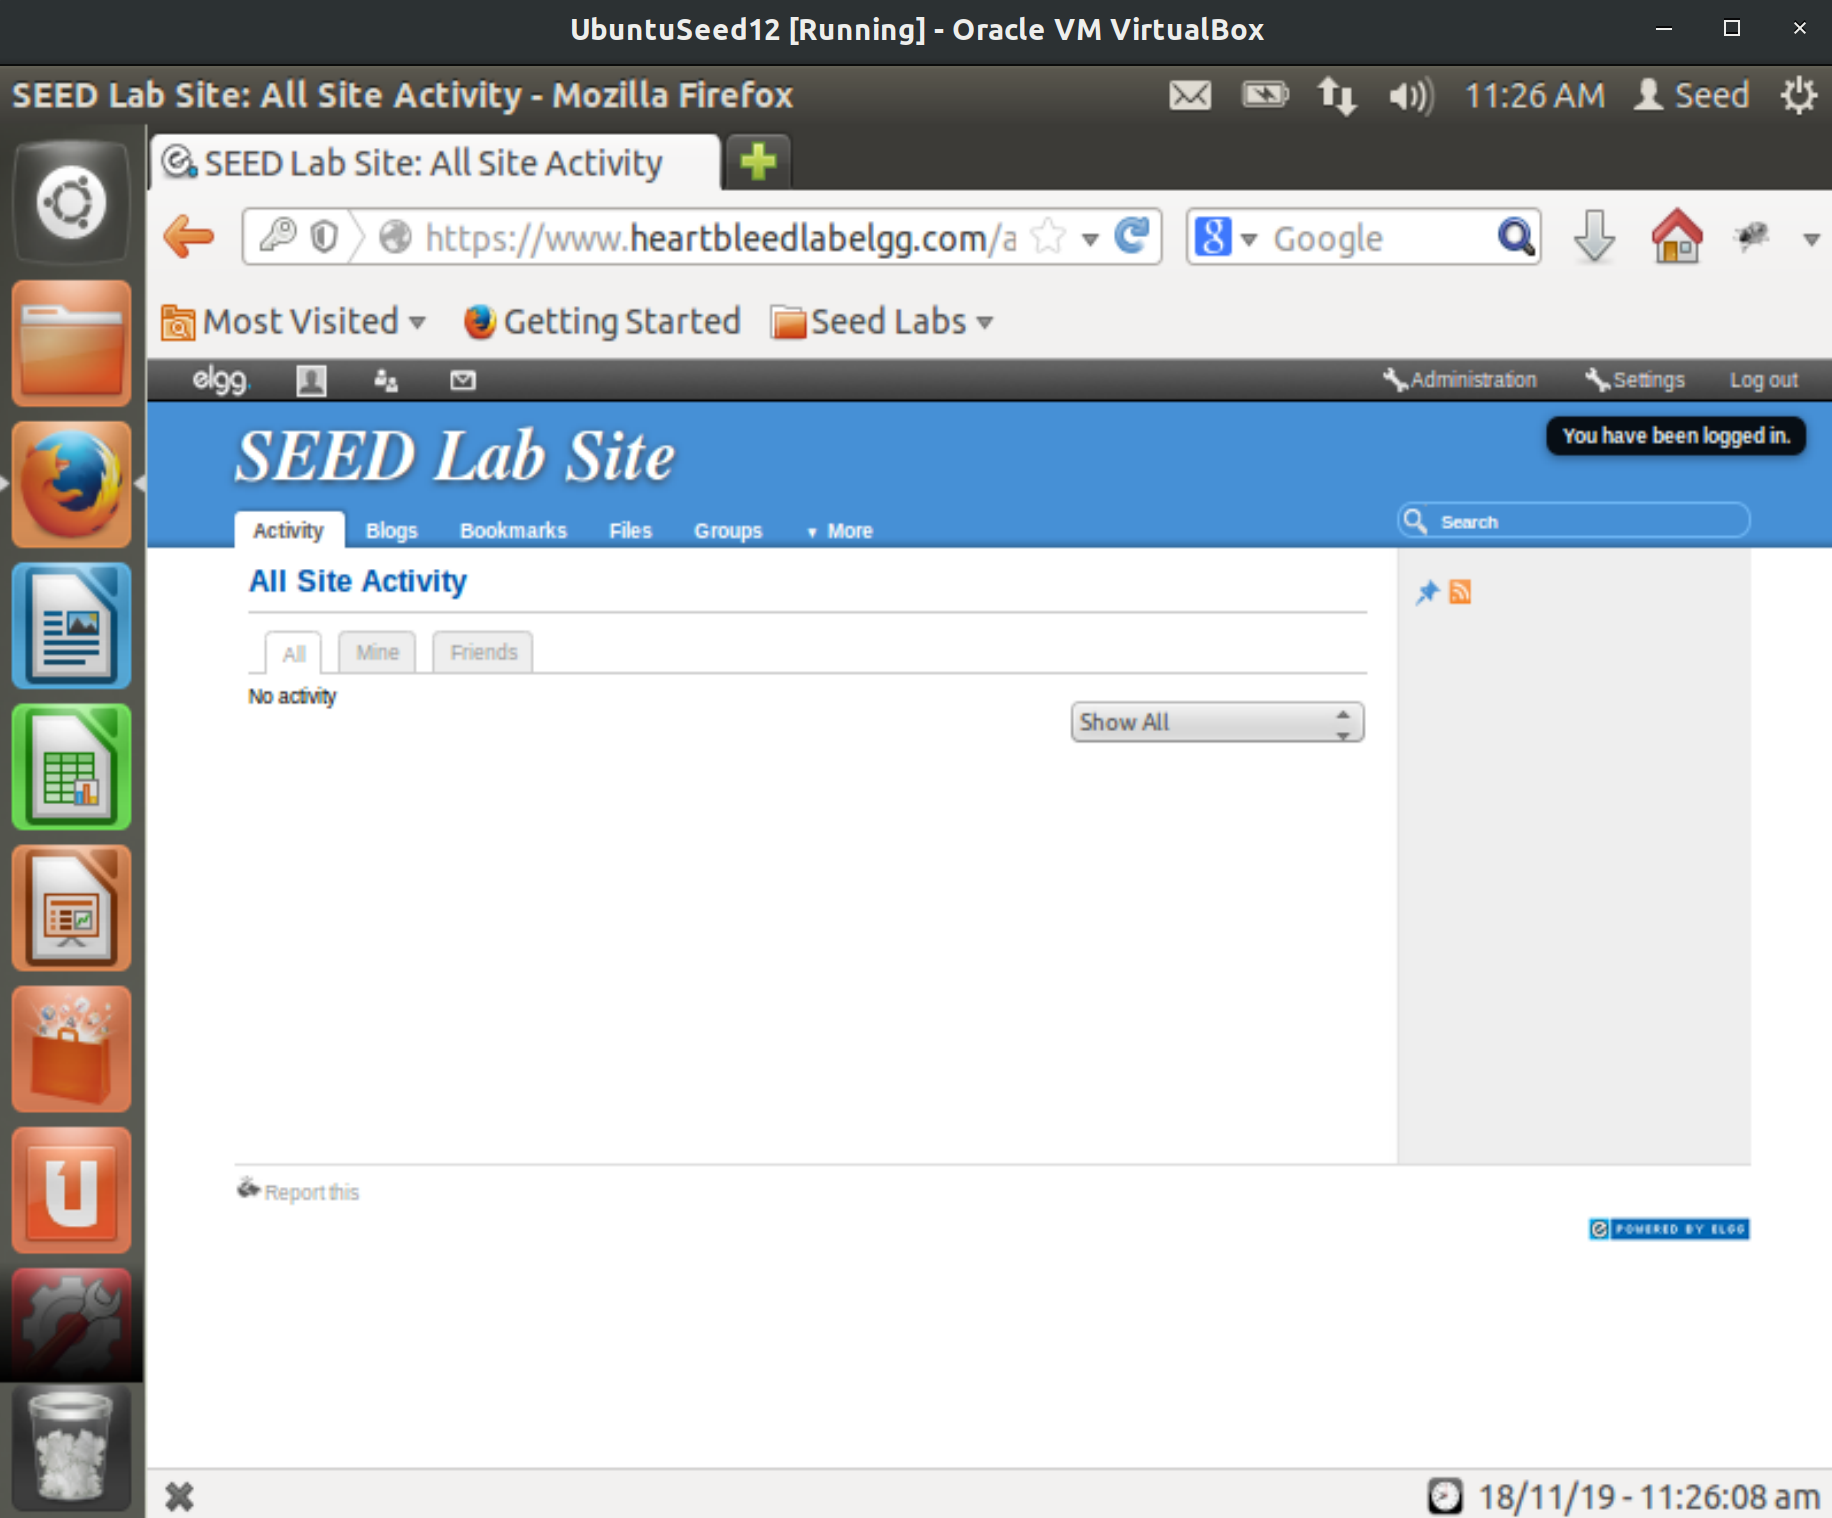 UbuntuSeed12 [Running] - Oracle VM VirtualBox
SEED Lab Site: All Site Activity - Mozilla Firefox 11:26 AM Seed
SEED Lab Site: All Site Activity
https://www.heartbleedlabelgg.com/a Google
Most Visited Getting Started Seed Labs
elgg. Administration Settings Log out
SEED Lab Site
You have been logged in.
Activity Blogs Bookmarks Files Groups More
Search
All Site Activity
All Mine Friends
No activity
Show All
Report this
POWERED BY ELGG
18/11/19 - 11:26:08 am